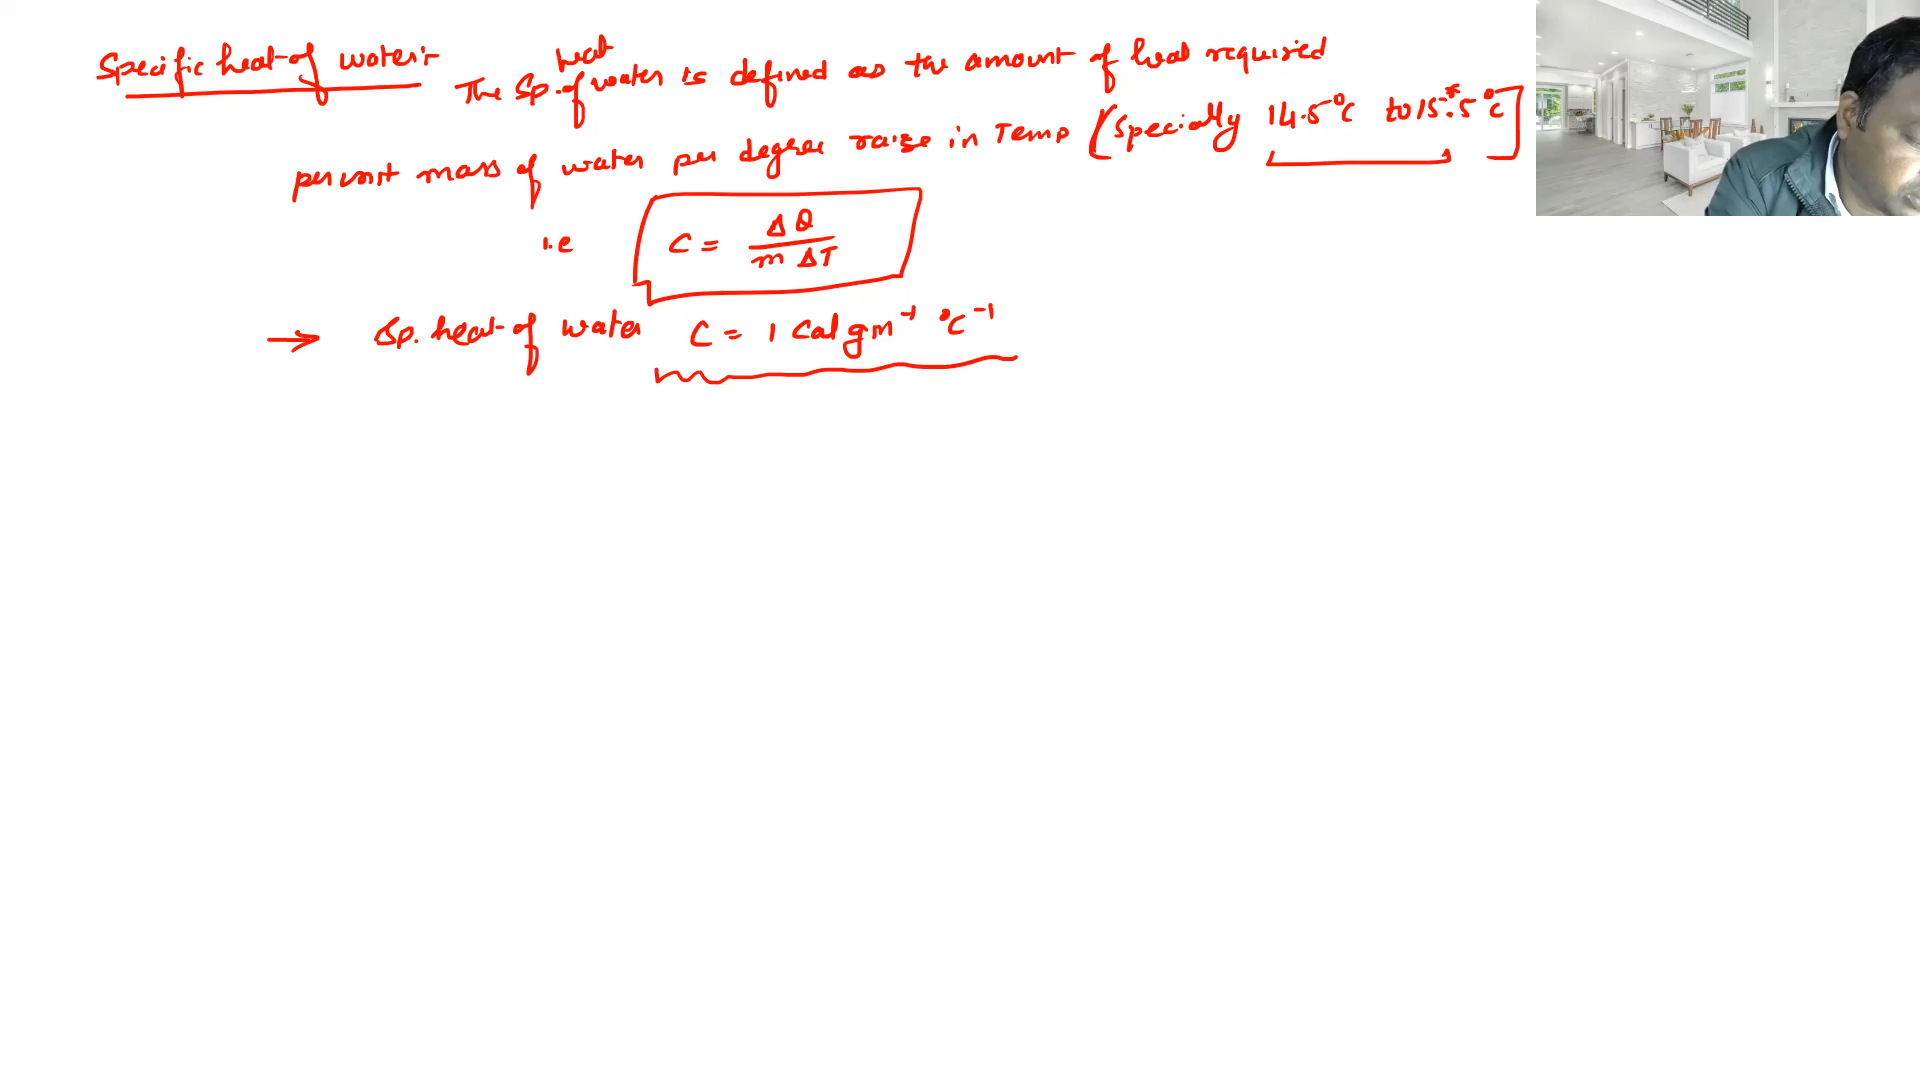 Specific heat of water:- The Sp. heat of water is defined as the amount of heat required
per unit mass of water per degree raise in Temp [Specially 14.5°C to 15.5°C]
i.e C = ΔQ / m ΔT
→ Sp. heat of water C = 1 Cal gm⁻¹ °C⁻¹